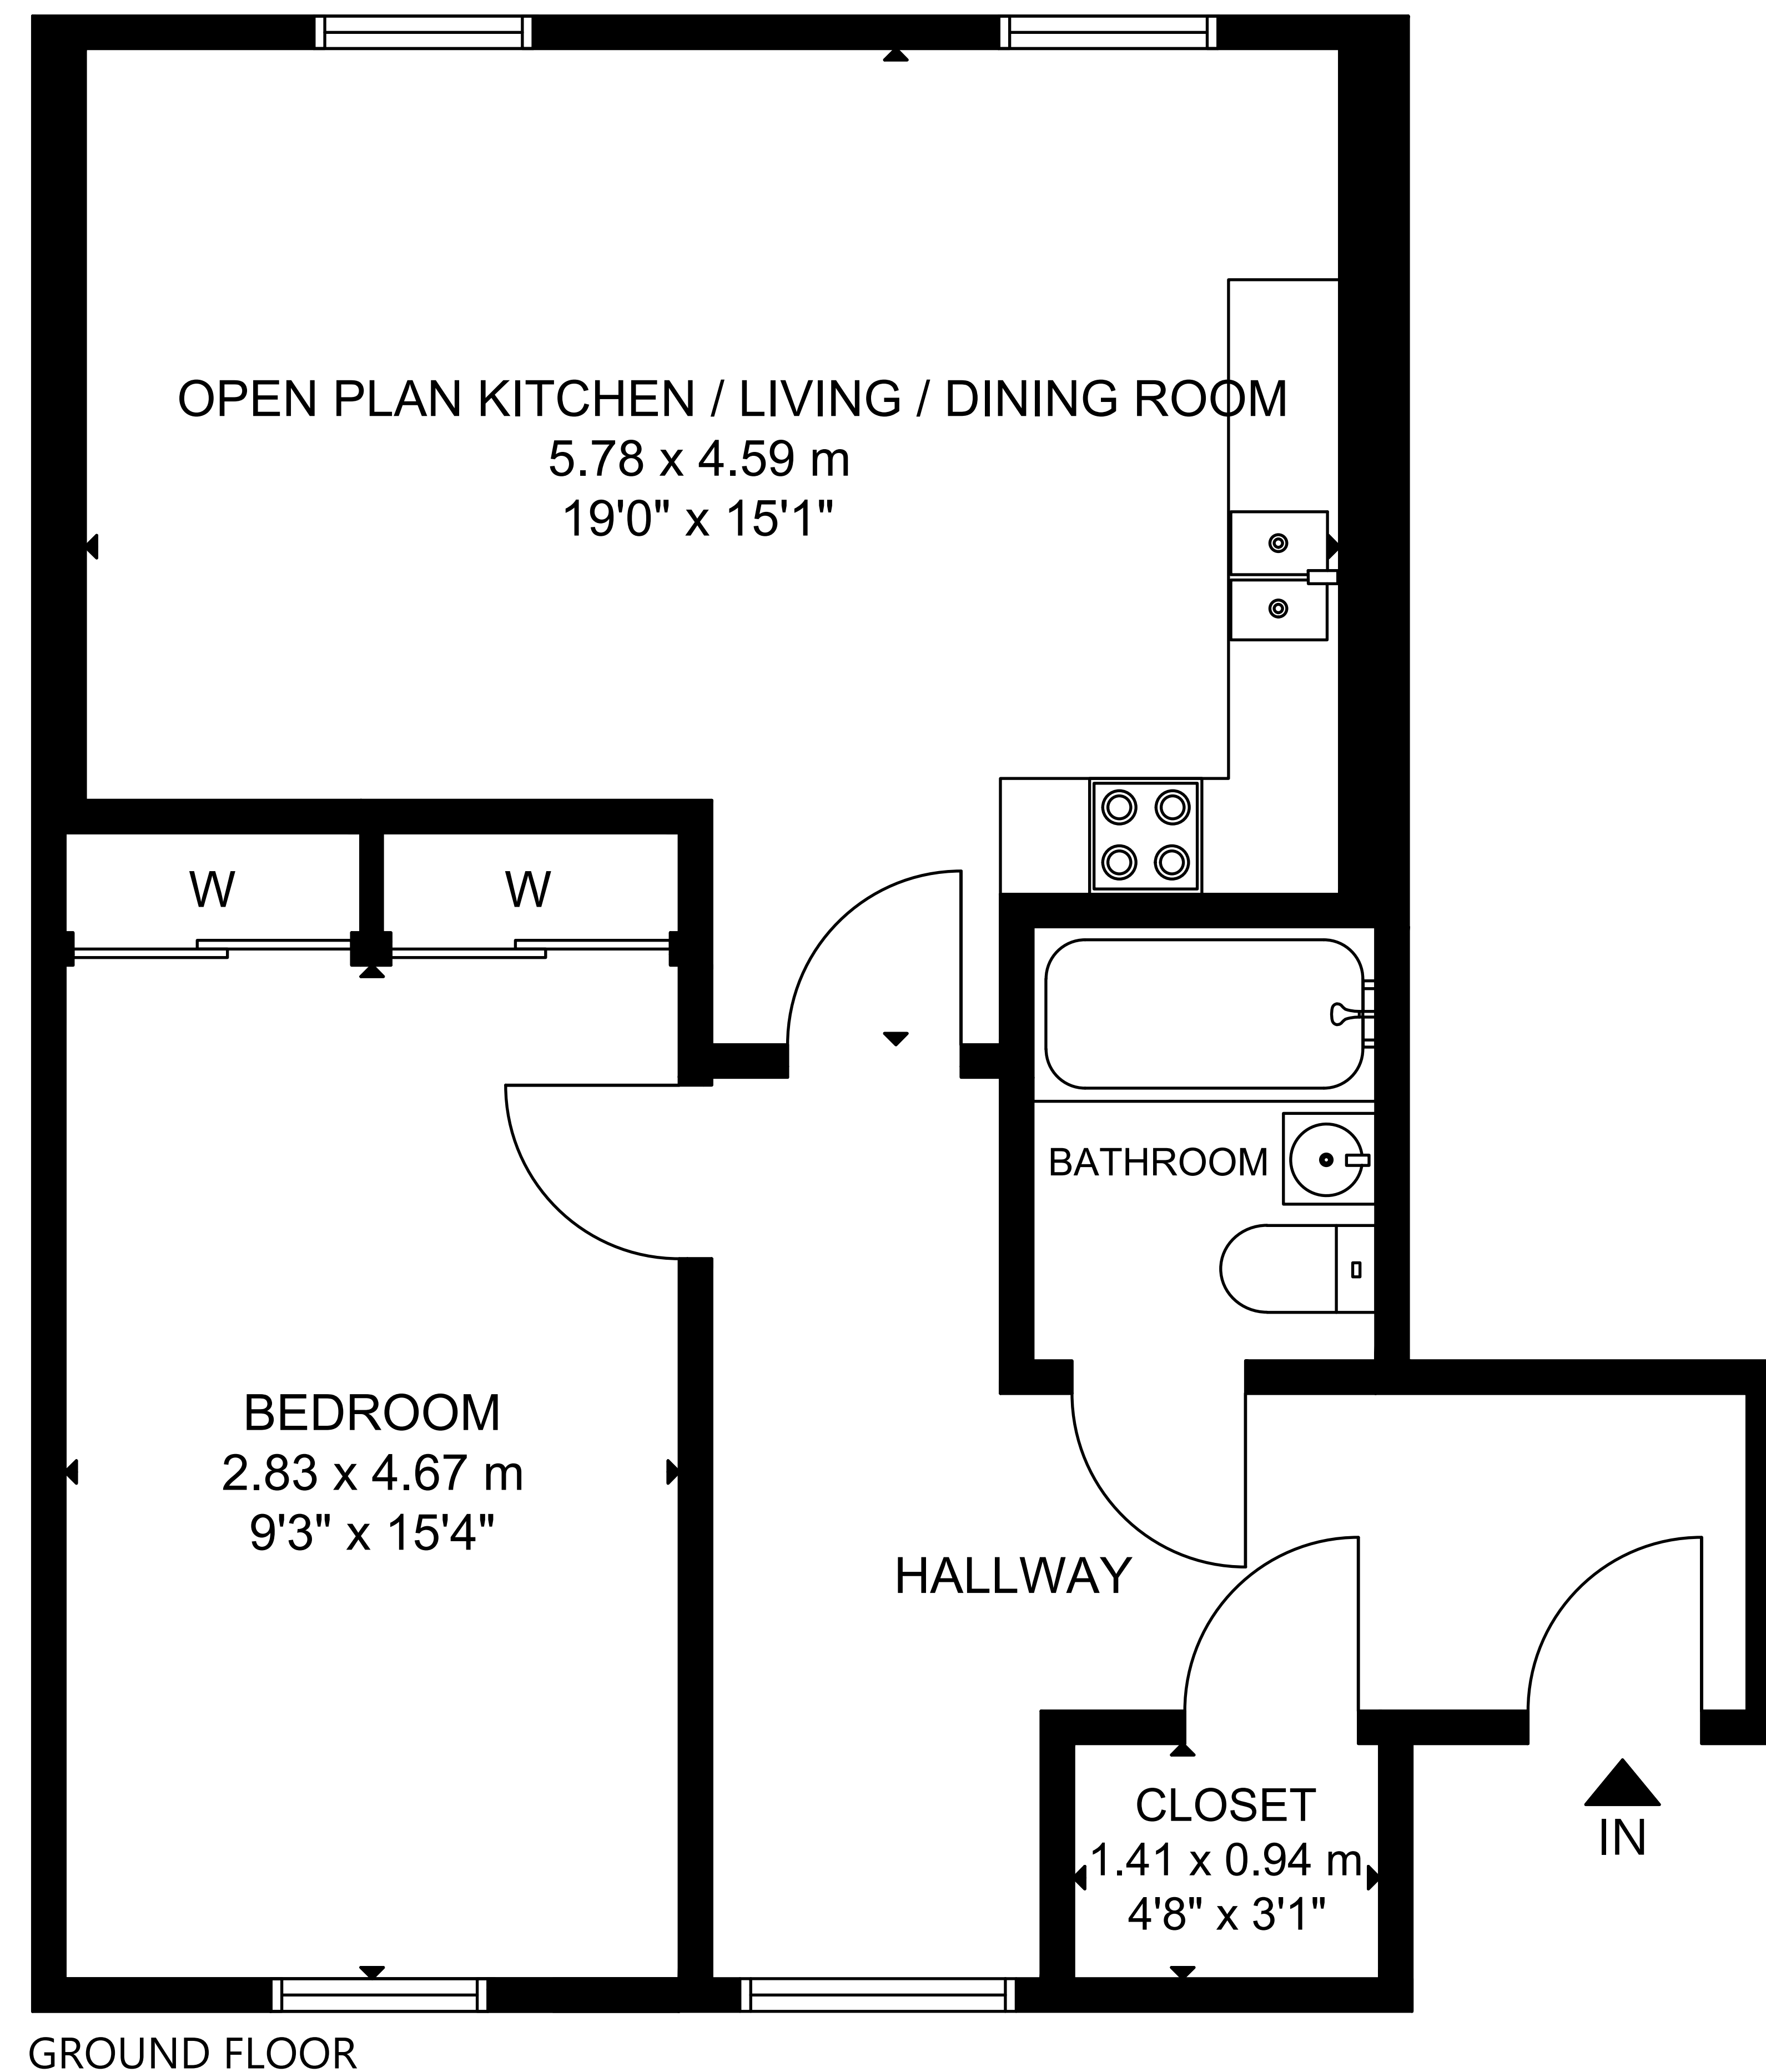 OPEN PLAN KITCHEN / LIVING / DINING ROOM
5.78 x 4.59 m
19'0" x 15'1"
W
W
BATHROOM
BEDROOM
2.83 x 4.67 m
9'3" x 15'4"
HALLWAY
CLOSET
1.41 x 0.94 m
4'8" x 3'1"
IN
GROUND FLOOR